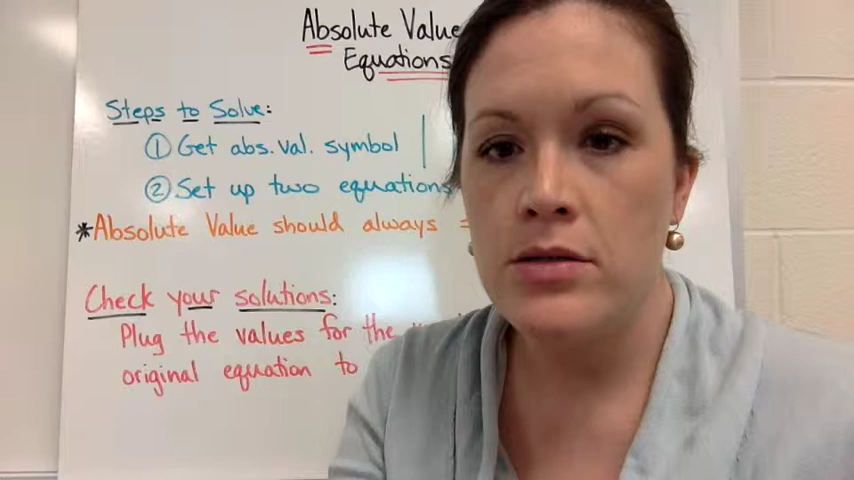 Absolute Value
Equations
Steps to Solve:
① Get abs. val. symbol |
② Set up two equations
*Absolute Value should always =
Check your solutions:
Plug the values for the
original equation to